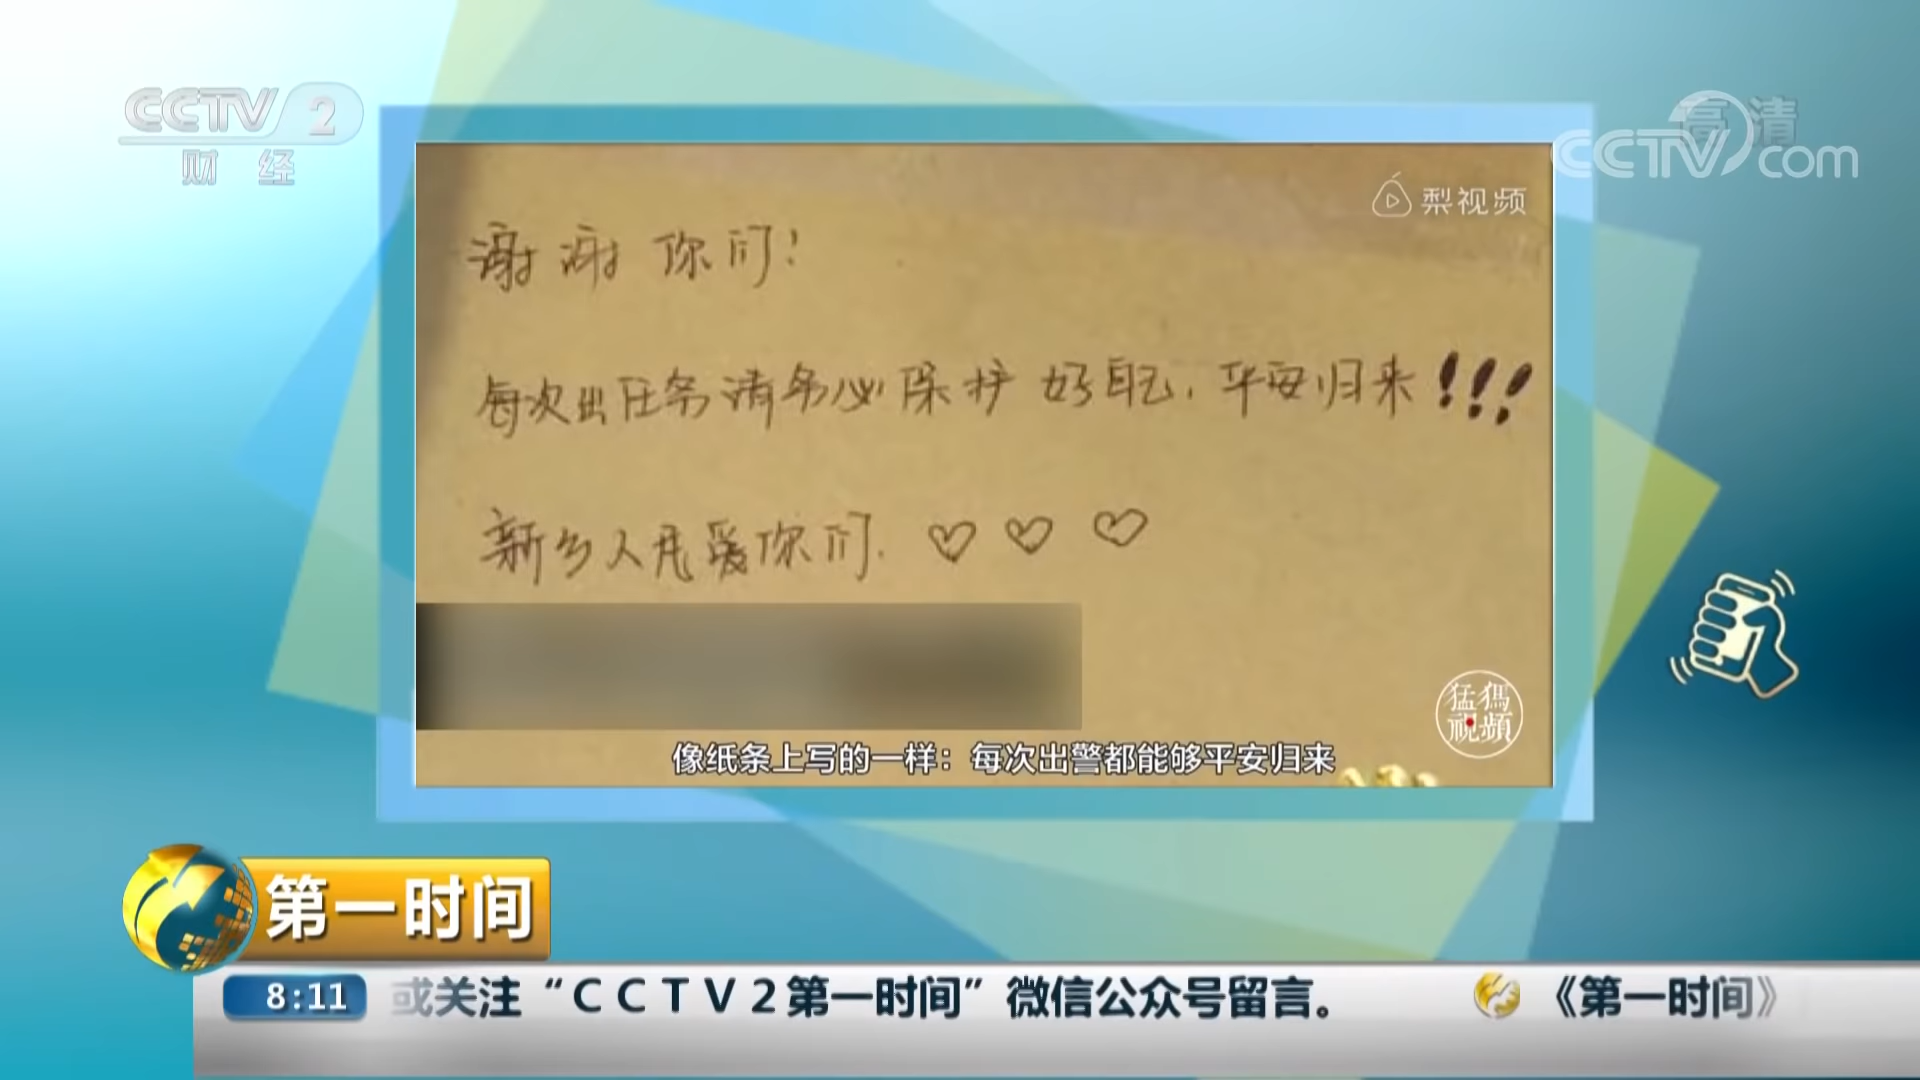 CCTV 2
财 经
高清
CCTV com
梨视频
谢谢你们!
每次出任务请务必保护好自己,平安归来!!!
新乡人民爱你们. ♡ ♡ ♡
猛犸
视頻
像纸条上写的一样：每次出警都能够平安归来
第一时间
8:11 或关注“CCTV2第一时间”微信公众号留言。 《第一时间》